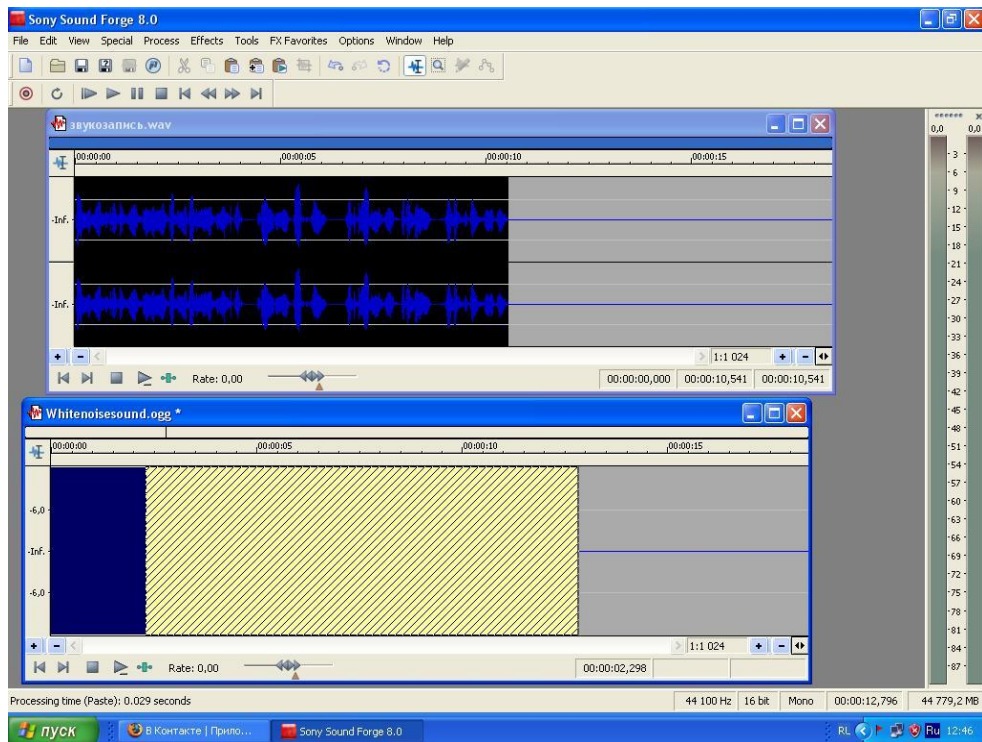 Sony Sound Forge 8.0
File Edit View Special Process Effects Tools FX Favorites Options Window Help
звукозапись.wav
0,0 0,0
00:00:00 00:00:05 00:00:10 00:00:15
-Inf.
-Inf.
1:1 024
Rate: 0,00 00:00:00,000 00:00:10,541 00:00:10,541
Whitenoisesound.ogg *
00:00:00 00:00:05 00:00:10 00:00:15
-6,0
-Inf.
-6,0
1:1 024
Rate: 0,00 00:00:02,298
-3
-6
-9
-12
-15
-18
-21
-24
-27
-30
-33
-36
-39
-42
-45
-48
-51
-54
-57
-60
-63
-66
-69
-72
-75
-78
-81
-84
-87
Processing time (Paste): 0.029 seconds 44 100 Hz 16 bit Mono 00:00:12,796 44 779,2 MB
пуск В Контакте | Прило... Sony Sound Forge 8.0 RL Ru 12:46